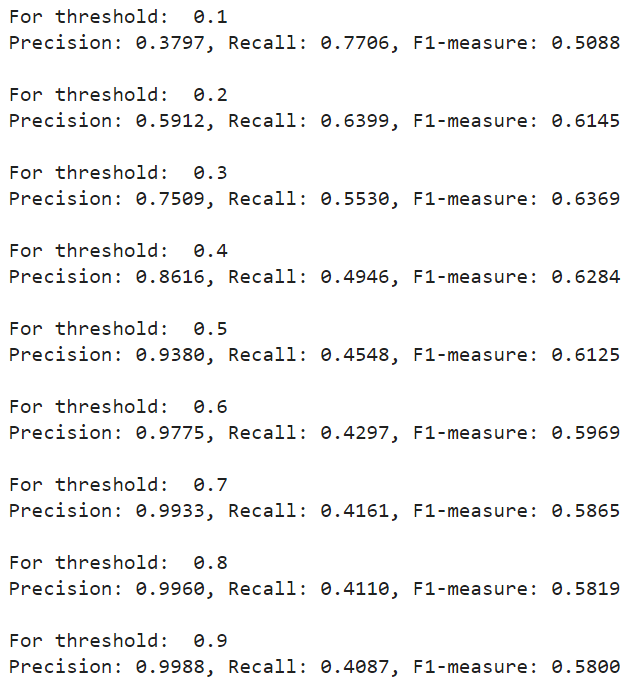 For threshold:  0.1
Precision: 0.3797, Recall: 0.7706, F1-measure: 0.5088
For threshold:  0.2
Precision: 0.5912, Recall: 0.6399, F1-measure: 0.6145
For threshold:  0.3
Precision: 0.7509, Recall: 0.5530, F1-measure: 0.6369
For threshold:  0.4
Precision: 0.8616, Recall: 0.4946, F1-measure: 0.6284
For threshold:  0.5
Precision: 0.9380, Recall: 0.4548, F1-measure: 0.6125
For threshold:  0.6
Precision: 0.9775, Recall: 0.4297, F1-measure: 0.5969
For threshold:  0.7
Precision: 0.9933, Recall: 0.4161, F1-measure: 0.5865
For threshold:  0.8
Precision: 0.9960, Recall: 0.4110, F1-measure: 0.5819
For threshold:  0.9
Precision: 0.9988, Recall: 0.4087, F1-measure: 0.5800